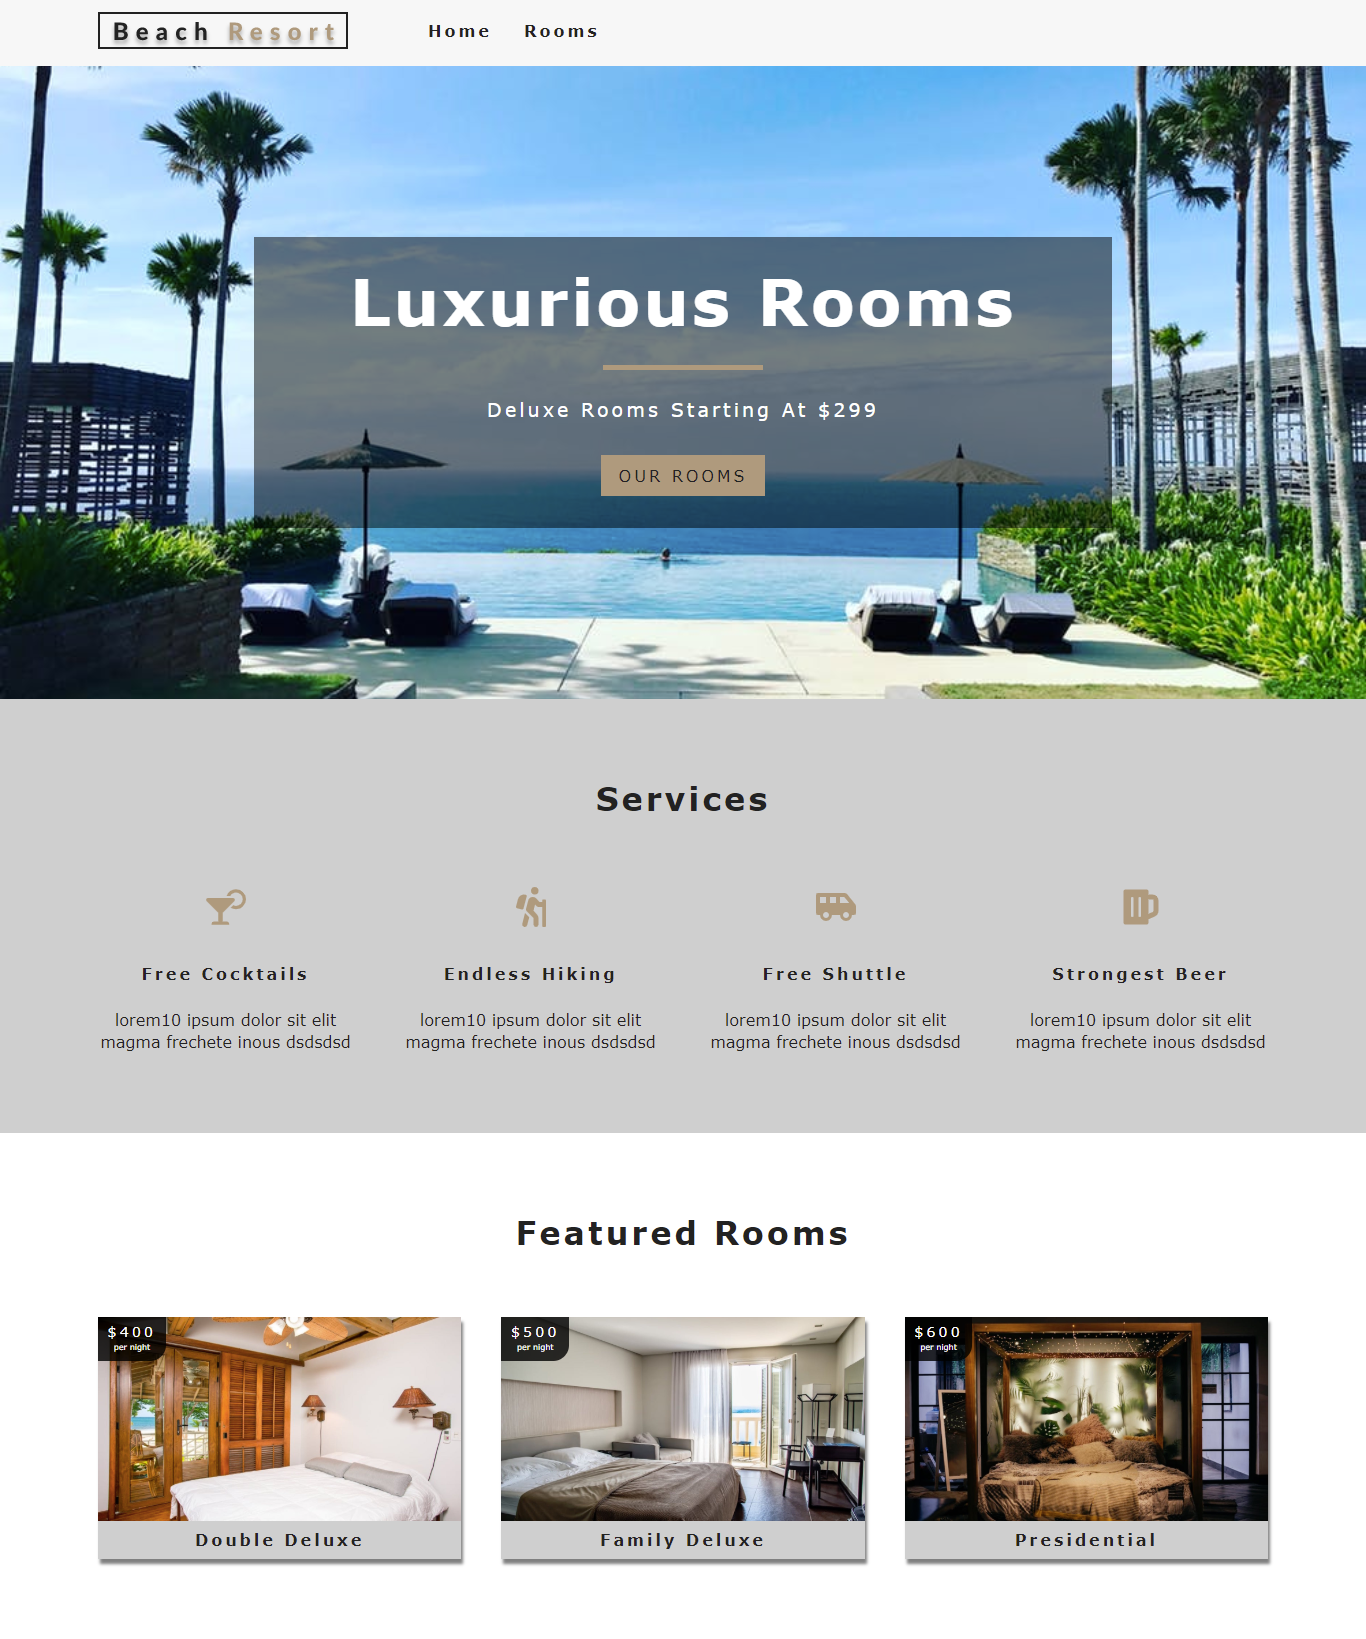 Beach Resort
Home Rooms
Luxurious Rooms
Deluxe Rooms Starting At $299
OUR ROOMS
Services
Free Cocktails
lorem10 ipsum dolor sit elit
magma frechete inous dsdsdsd
Endless Hiking
lorem10 ipsum dolor sit elit
magma frechete inous dsdsdsd
Free Shuttle
lorem10 ipsum dolor sit elit
magma frechete inous dsdsdsd
Strongest Beer
lorem10 ipsum dolor sit elit
magma frechete inous dsdsdsd
Featured Rooms
$400
per night
Double Deluxe
$500
per night
Family Deluxe
$600
per night
Presidential